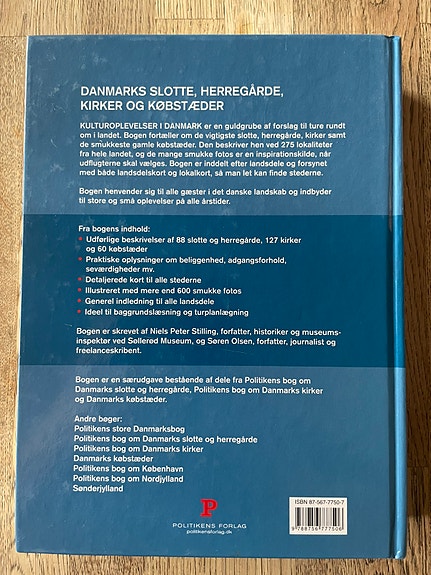 DANMARKS SLOTTE, HERREGÅRDE,
KIRKER OG KØBSTÆDER
KULTUROPLEVELSER I DANMARK er en guldgrube af forslag til ture rundt
om i landet. Bogen fortæller om de vigtigste slotte, herregårde, kirker samt
de smukkeste gamle købstæder. Den beskriver hen ved 275 lokaliteter
fra hele landet, og de mange smukke fotos er en inspirationskilde, når
udflugterne skal vælges. Bogen er inddelt efter landsdele og forsynet
med både landsdelskort og lokalkort, så man let kan finde stederne.
Bogen henvender sig til alle gæster i det danske landskab og indbyder
til store og små oplevelser på alle årstider.
Fra bogens indhold:
• Udførlige beskrivelser af 88 slotte og herregårde, 127 kirker
og 60 købstæder
• Praktiske oplysninger om beliggenhed, adgangsforhold,
seværdigheder mv.
• Detaljerede kort til alle stederne
• Illustreret med mere end 600 smukke fotos
• Generel indledning til alle landsdele
• Ideal til baggrundslæsning og turplanlægning
Bogen er skrevet af Niels Peter Stilling, forfatter, historiker og museums-
inspektør ved Søllerød Museum, og Søren Olsen, forfatter, journalist og
freelanceskribent.
Bogen er en særudgave bestående af dele fra Politikens bog om
Danmarks slotte og herregårde, Politikens bog om Danmarks kirker
og Danmarks købstæder.
Andre bøger:
Politikens store Danmarksbog
Politikens bog om Danmarks slotte og herregårde
Politikens bog om Danmarks kirker
Danmarks købstæder
Politikens bog om København
Politikens bog om Nordjylland
Sønderjylland
P
POLITIKENS FORLAG
politikensforlag.dk
ISBN 87-567-7750-7
9 788756 777506